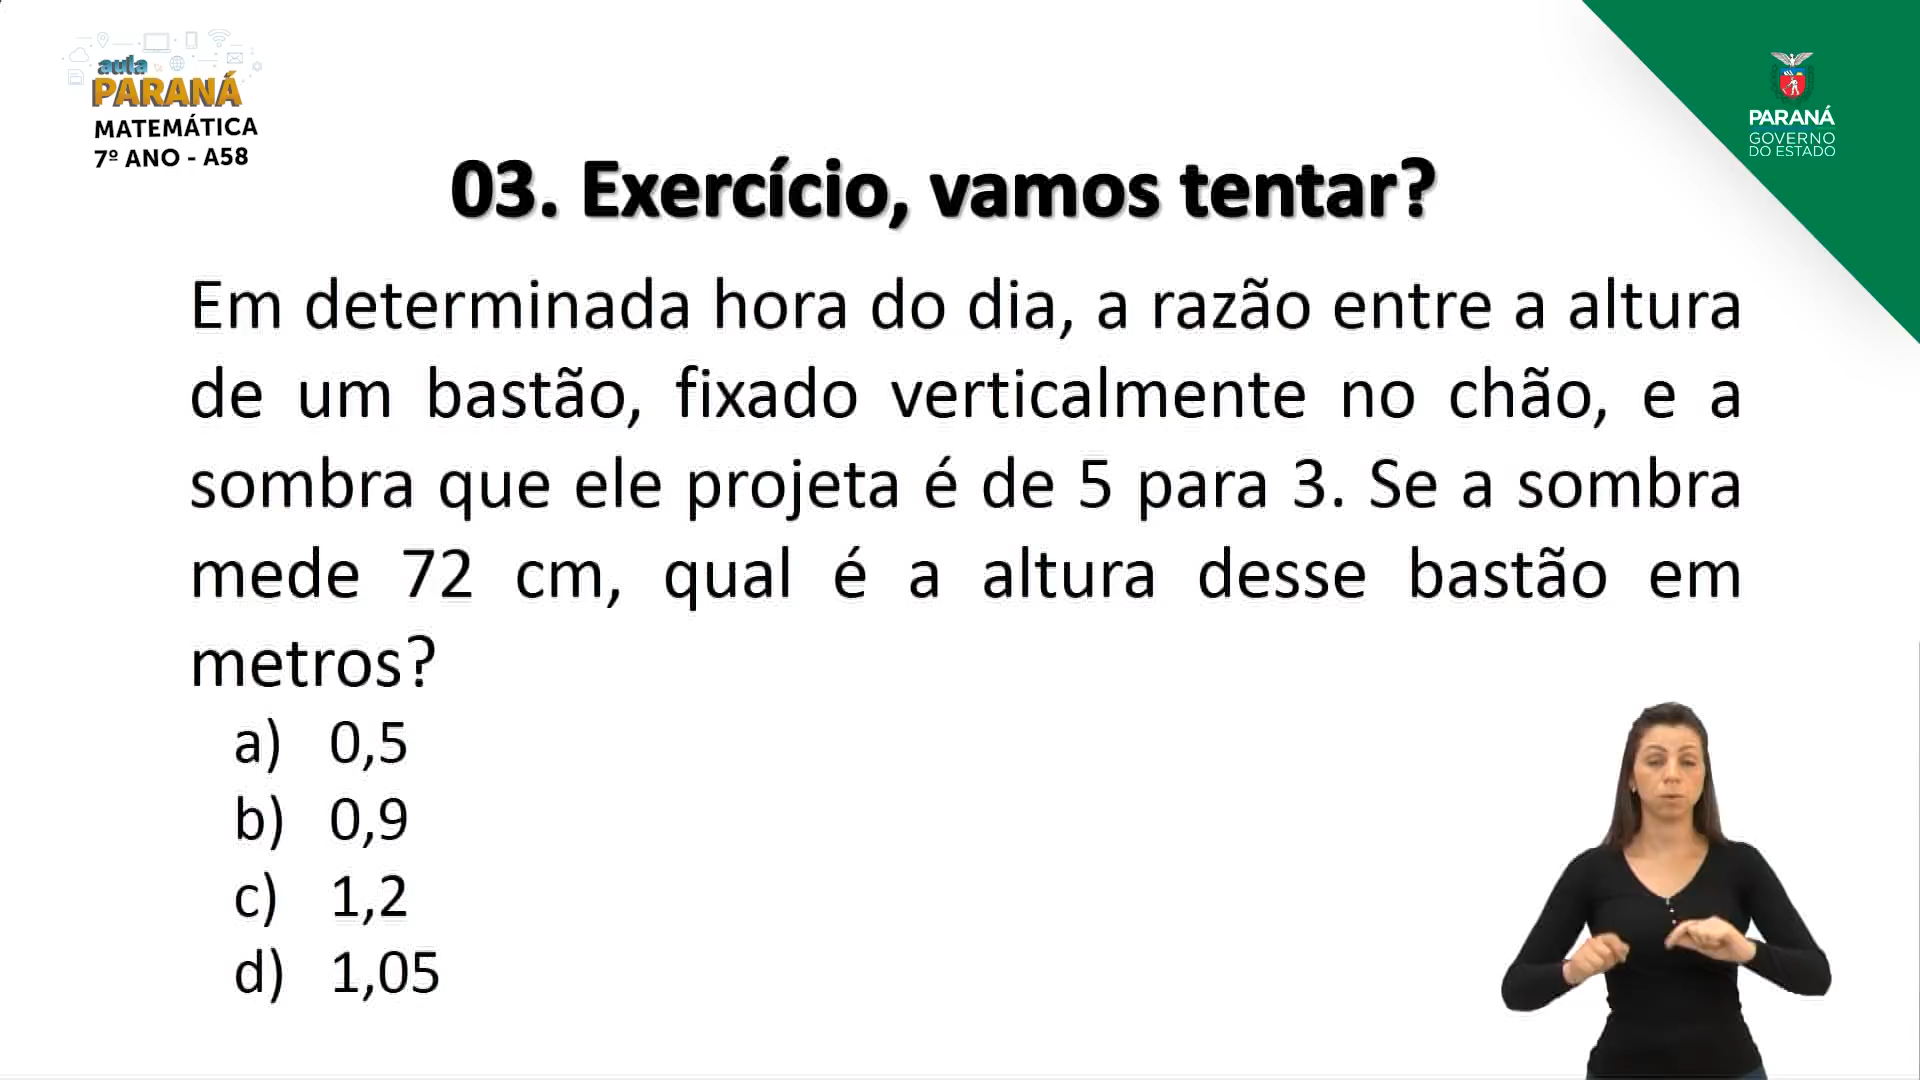 aula
PARANÁ
MATEMÁTICA
7º ANO - A58
PARANÁ
GOVERNO
DO ESTADO
03. Exercício, vamos tentar?
Em determinada hora do dia, a razão entre a altura
de um bastão, fixado verticalmente no chão, e a
sombra que ele projeta é de 5 para 3. Se a sombra
mede 72 cm, qual é a altura desse bastão em
metros?
a) 0,5
b) 0,9
c) 1,2
d) 1,05